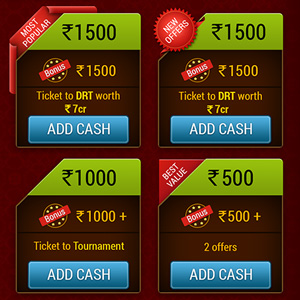 MOST
POPULAR
₹1500
Bonus ₹1500
Ticket to DRT worth
₹7cr
ADD CASH
NEW
OFFERS
₹1500
Bonus ₹1500
Ticket to DRT worth
₹7cr
ADD CASH
₹1000
Bonus ₹1000 +
Ticket to Tournament
ADD CASH
BEST
VALUE
₹500
Bonus ₹500 +
2 offers
ADD CASH